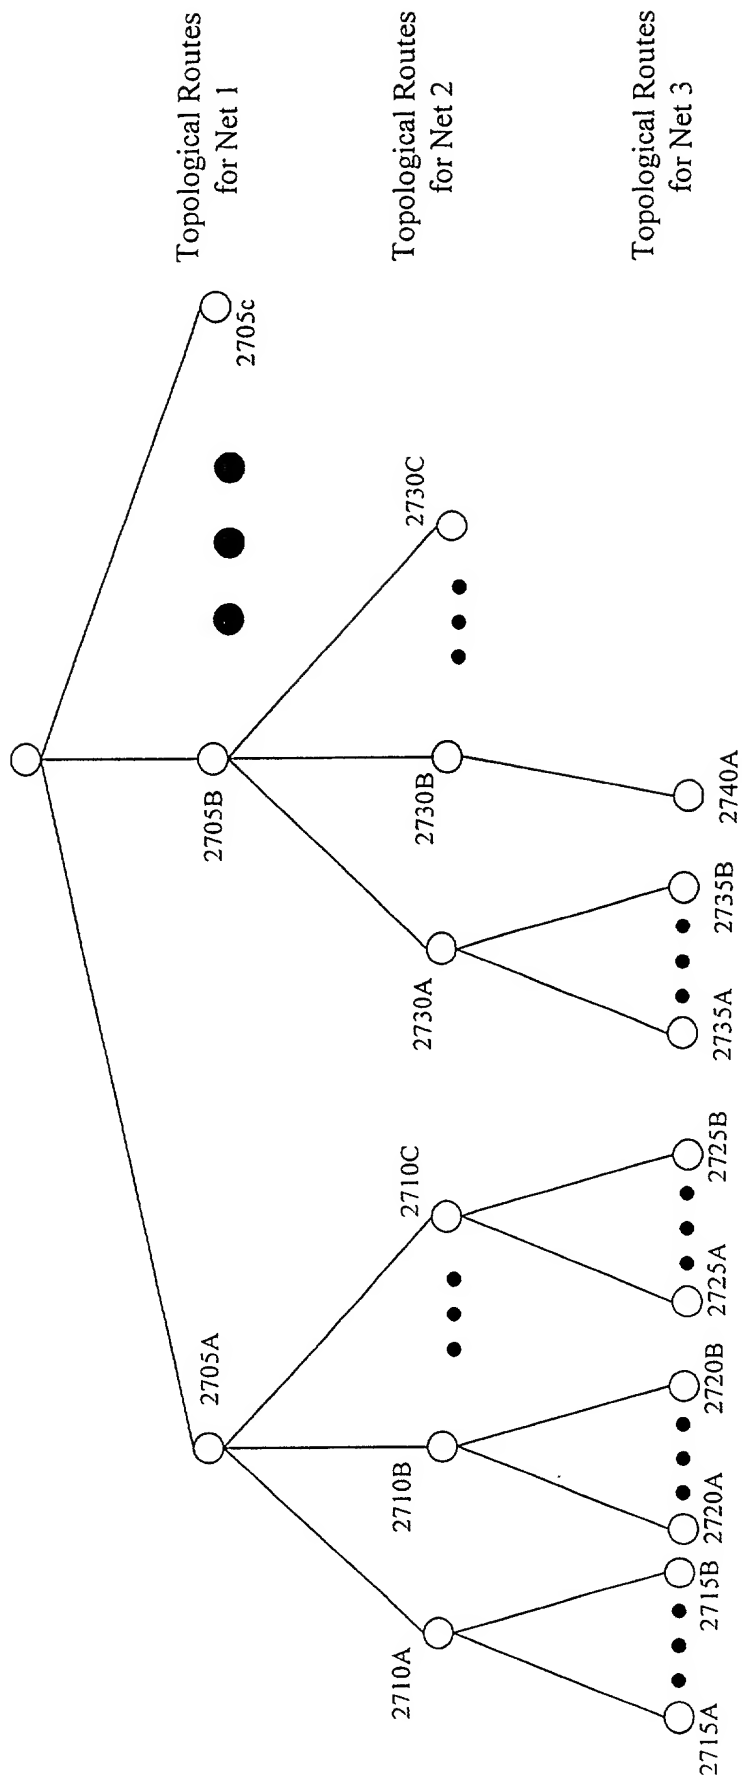 Topological Routes
for Net 1
2705A
2705B
2705c
Topological Routes
for Net 2
2710A
2710B
2710C
2730A
2730B
2730C
Topological Routes
for Net 3
2715A
2715B
2720A
2720B
2725A
2725B
2735A
2735B
2740A